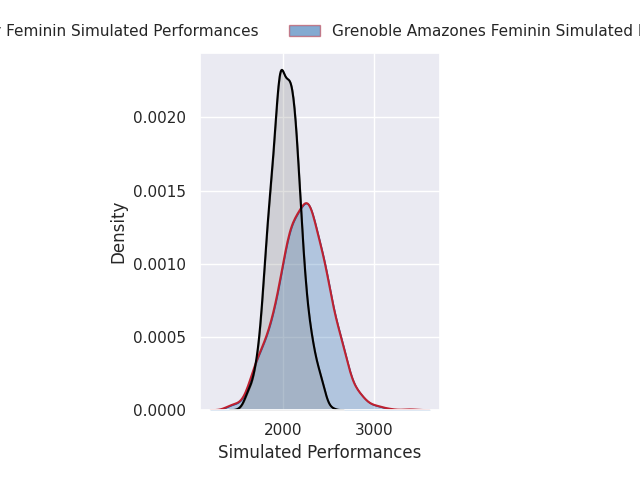 Feminin Simulated Performances
Grenoble Amazones Feminin Simulated
0.0020
0.0015
0.0010
0.0005
0.0000
Density
2000
3000
Simulated Performances